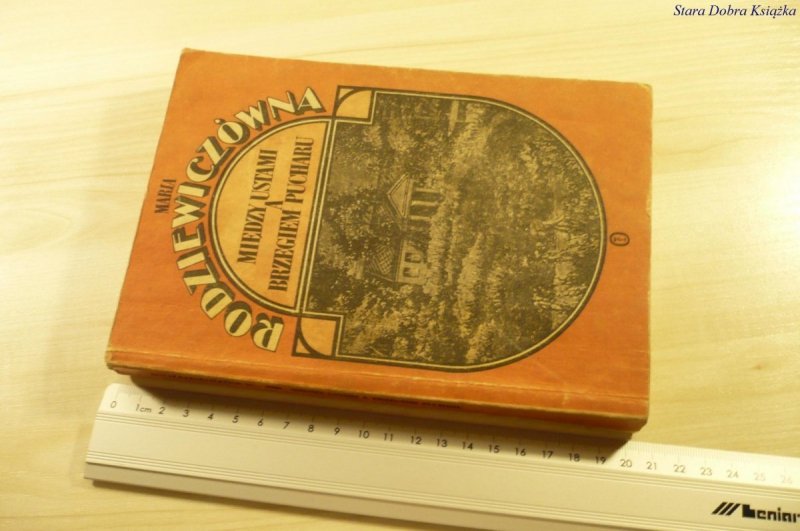 Stara Dobra Książka
MARIA
RODZIEWICZÓWNA
MIĘDZY USTAMI
A
BRZEGIEM PUCHARU
0 1cm 2 3 4 5 6 7 8 9 10 11 12 13 14 15 16 17 18 19 20 21 22 23 24 25 26
Leniar